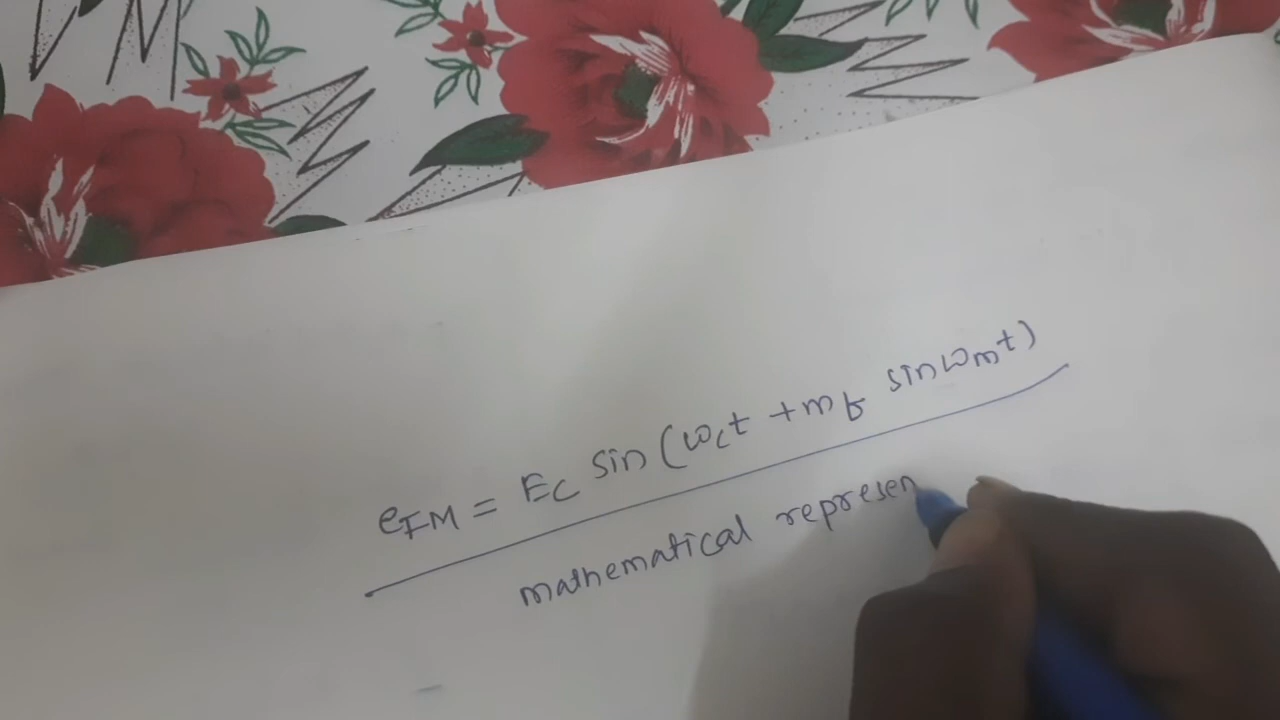 eFM = Ec sin (ωct + mf sinωmt)
mathematical represen